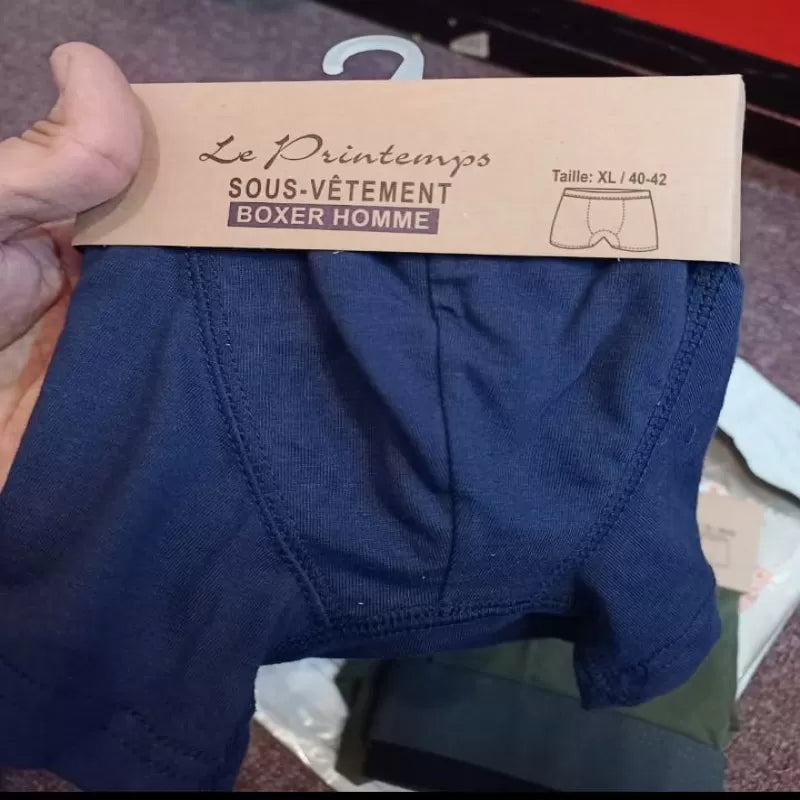 Le Printemps
SOUS-VÊTEMENT
BOXER HOMME
Taille: XL / 40-42